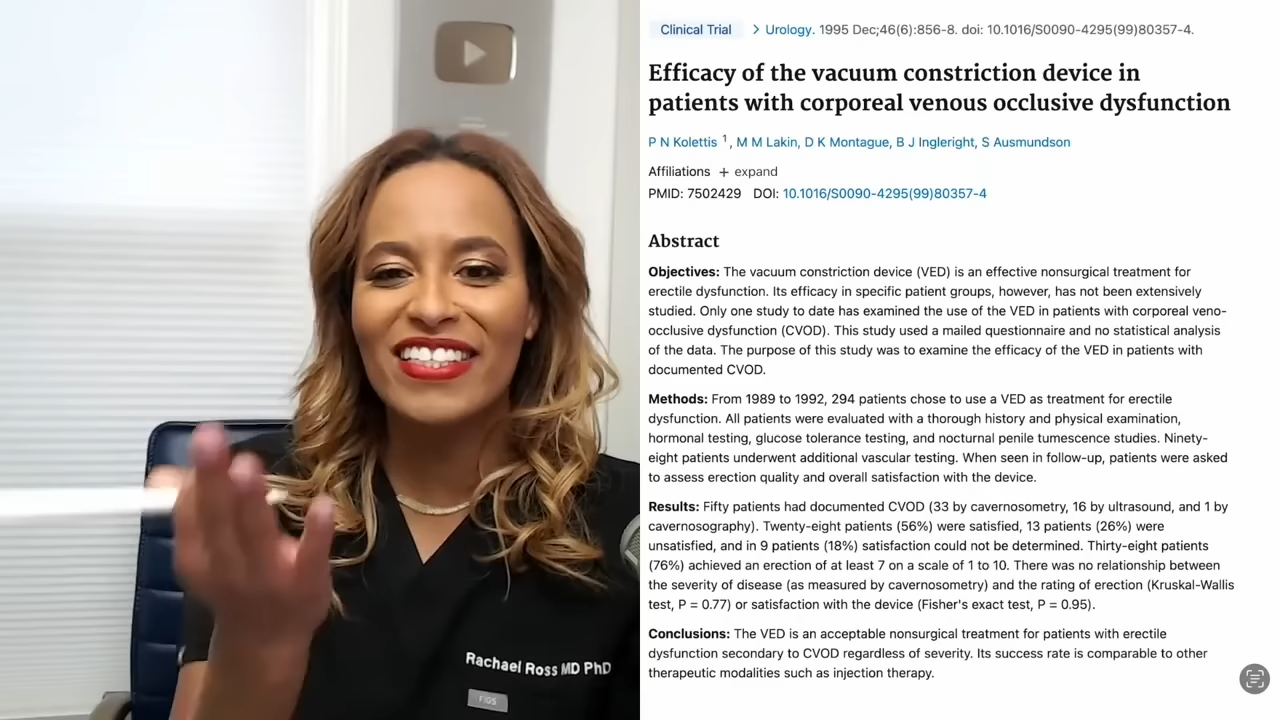 Rachael Ross MD PhD
FIGS
Clinical Trial > Urology. 1995 Dec;46(6):856-8. doi: 10.1016/S0090-4295(99)80357-4.
Efficacy of the vacuum constriction device in
patients with corporeal venous occlusive dysfunction
P N Kolettis 1, M M Lakin, D K Montague, B J Ingleright, S Ausmundson
Affiliations + expand
PMID: 7502429 DOI: 10.1016/S0090-4295(99)80357-4
Abstract
Objectives: The vacuum constriction device (VED) is an effective nonsurgical treatment for
erectile dysfunction. Its efficacy in specific patient groups, however, has not been extensively
studied. Only one study to date has examined the use of the VED in patients with corporeal veno-
occlusive dysfunction (CVOD). This study used a mailed questionnaire and no statistical analysis
of the data. The purpose of this study was to examine the efficacy of the VED in patients with
documented CVOD.
Methods: From 1989 to 1992, 294 patients chose to use a VED as treatment for erectile
dysfunction. All patients were evaluated with a thorough history and physical examination,
hormonal testing, glucose tolerance testing, and nocturnal penile tumescence studies. Ninety-
eight patients underwent additional vascular testing. When seen in follow-up, patients were asked
to assess erection quality and overall satisfaction with the device.
Results: Fifty patients had documented CVOD (33 by cavernosometry, 16 by ultrasound, and 1 by
cavernosography). Twenty-eight patients (56%) were satisfied, 13 patients (26%) were
unsatisfied, and in 9 patients (18%) satisfaction could not be determined. Thirty-eight patients
(76%) achieved an erection of at least 7 on a scale of 1 to 10. There was no relationship between
the severity of disease (as measured by cavernosometry) and the rating of erection (Kruskal-Wallis
test, P = 0.77) or satisfaction with the device (Fisher's exact test, P = 0.95).
Conclusions: The VED is an acceptable nonsurgical treatment for patients with erectile
dysfunction secondary to CVOD regardless of severity. Its success rate is comparable to other
therapeutic modalities such as injection therapy.